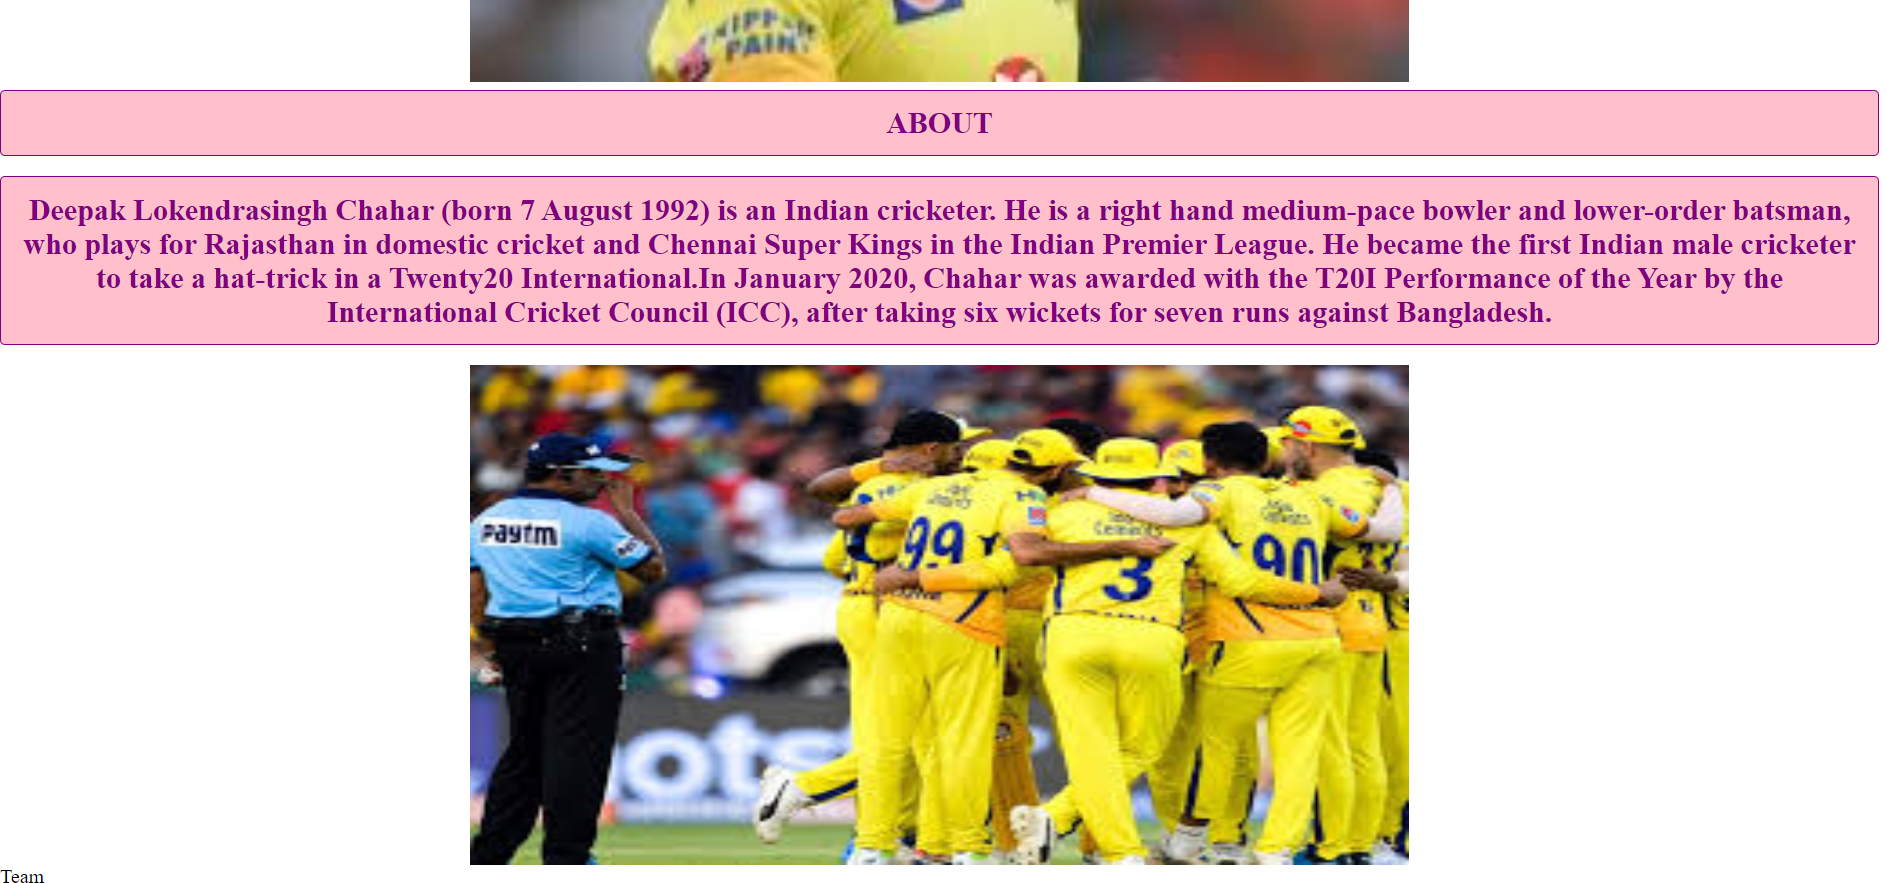 PAINT
ABOUT
Deepak Lokendrasingh Chahar (born 7 August 1992) is an Indian cricketer. He is a right hand medium-pace bowler and lower-order batsman,
who plays for Rajasthan in domestic cricket and Chennai Super Kings in the Indian Premier League. He became the first Indian male cricketer
to take a hat-trick in a Twenty20 International.In January 2020, Chahar was awarded with the T20I Performance of the Year by the
International Cricket Council (ICC), after taking six wickets for seven runs against Bangladesh.
paytm
99
3
90
Team